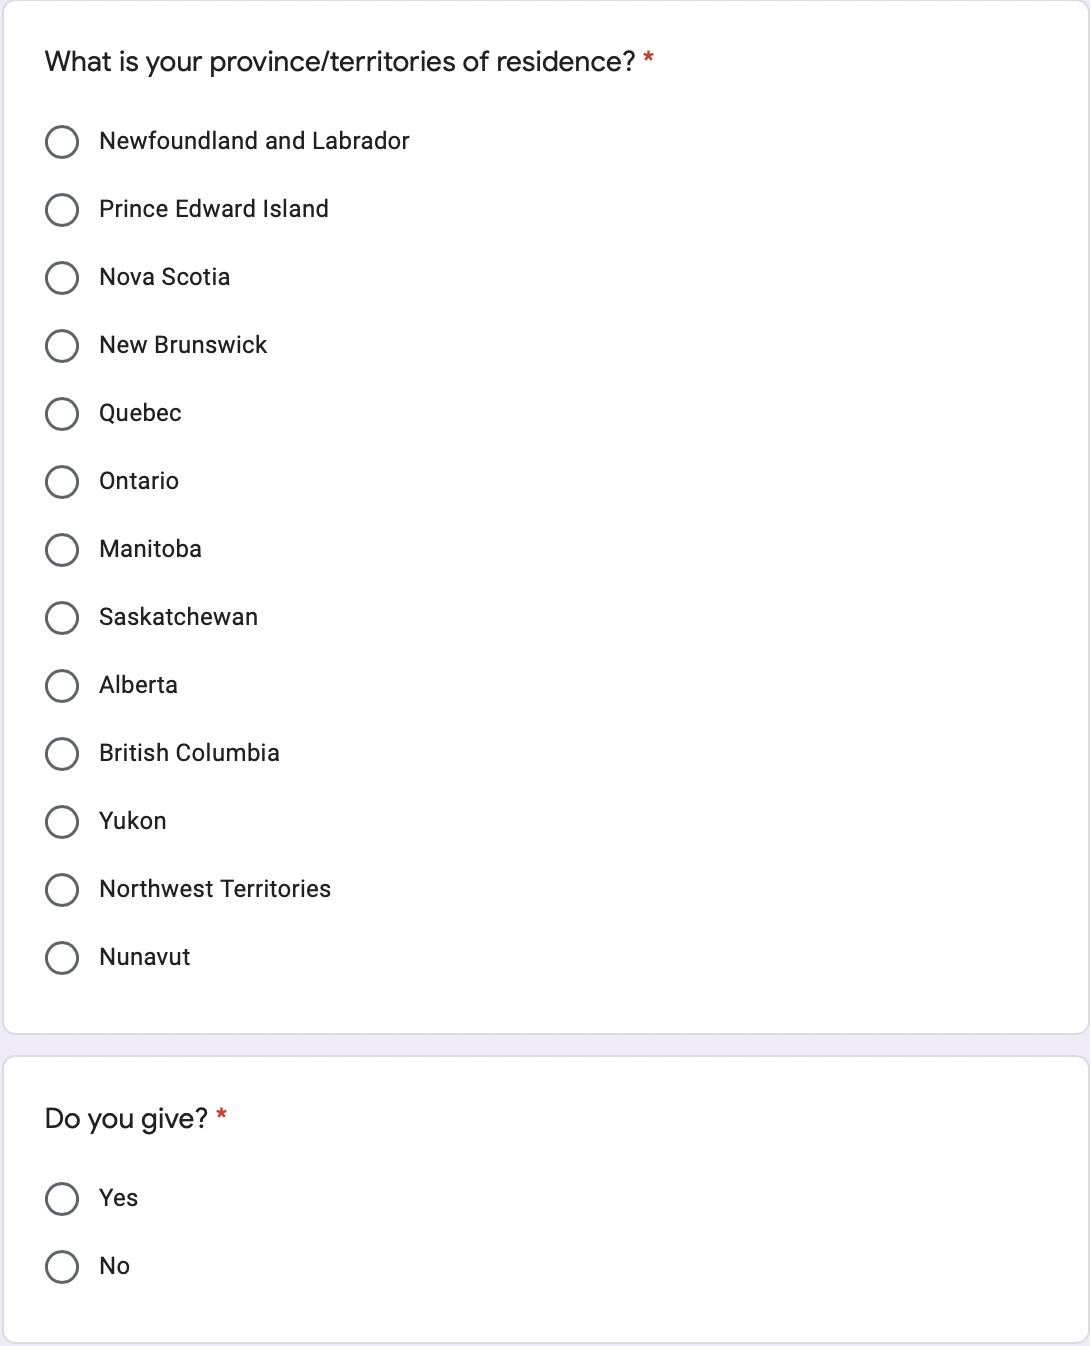 What is your province/territories of residence? *
Newfoundland and Labrador
Prince Edward Island
Nova Scotia
New Brunswick
Quebec
Ontario
Manitoba
Saskatchewan
Alberta
British Columbia
Yukon
Northwest Territories
Nunavut
Do you give? *
Yes
No